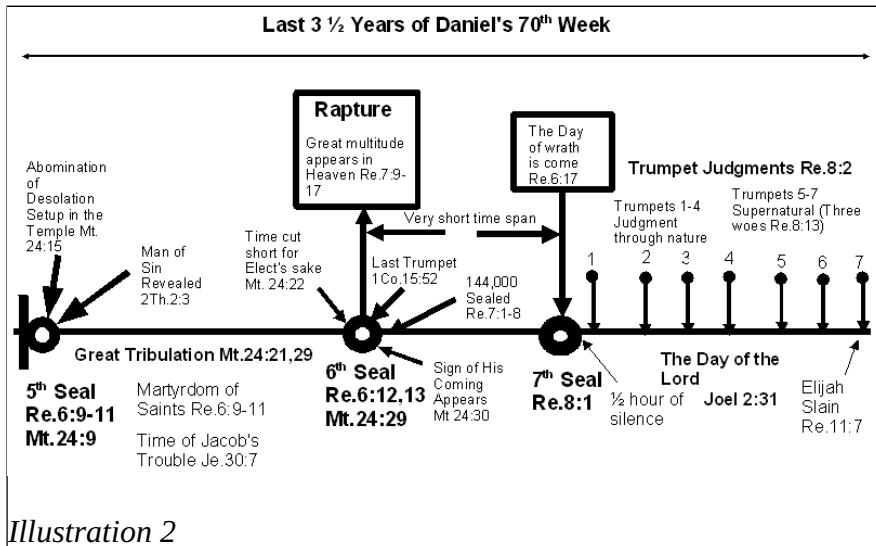 Last 3 ½ Years of Daniel's 70th Week
Rapture
Great multitude
appears in
Heaven Re.7:9-
17
The Day
of wrath
is come
Re.6:17
Abomination
of
Desolation
Setup in the
Temple Mt.
24:15
Man of
Sin
Revealed
2Th.2:3
Time cut
short for
Elect's sake
Mt. 24:22
Very short time span
Last Trumpet
1Co.15:52
144,000
Sealed
Re.7:1-8
Trumpet Judgments Re.8:2
Trumpets 1-4
Judgment
through nature
Trumpets 5-7
Supernatural (Three
woes Re.8:13)
1 2 3 4 5 6 7
Great Tribulation Mt.24:21,29
5th Seal
Re.6:9-11
Mt.24:9
Martyrdom of
Saints Re.6:9-11
Time of Jacob's
Trouble Je.30:7
6th Seal
Re.6:12,13
Mt.24:29
Sign of His
Coming
Appears
Mt 24:30
7th Seal
Re.8:1
½ hour of
silence
The Day of the
Lord
Joel 2:31
Elijah
Slain
Re.11:7
Illustration 2